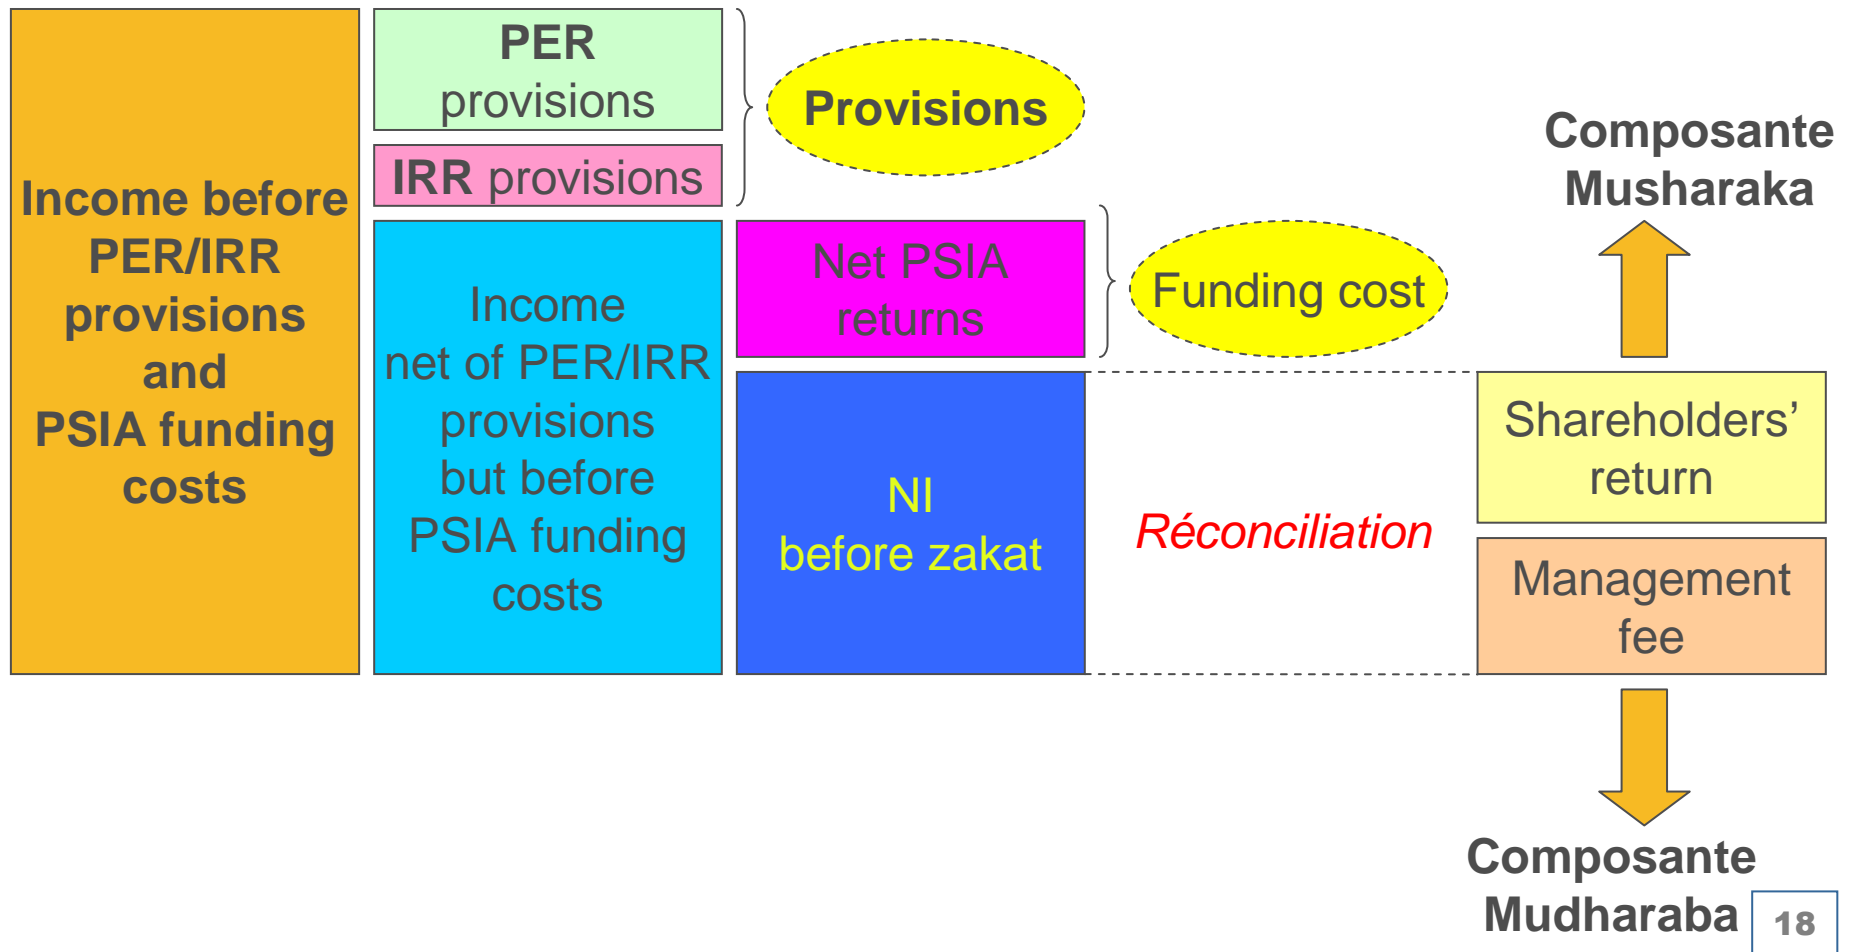 Income before
PER/IRR
provisions
and
PSIA funding
costs
PER
provisions
IRR provisions
Provisions
Income
net of PER/IRR
provisions
but before
PSIA funding
costs
Net PSIA
returns
Funding cost
NI
before zakat
Réconciliation
Composante
Musharaka
Shareholders’
return
Management
fee
Composante
Mudharaba
18